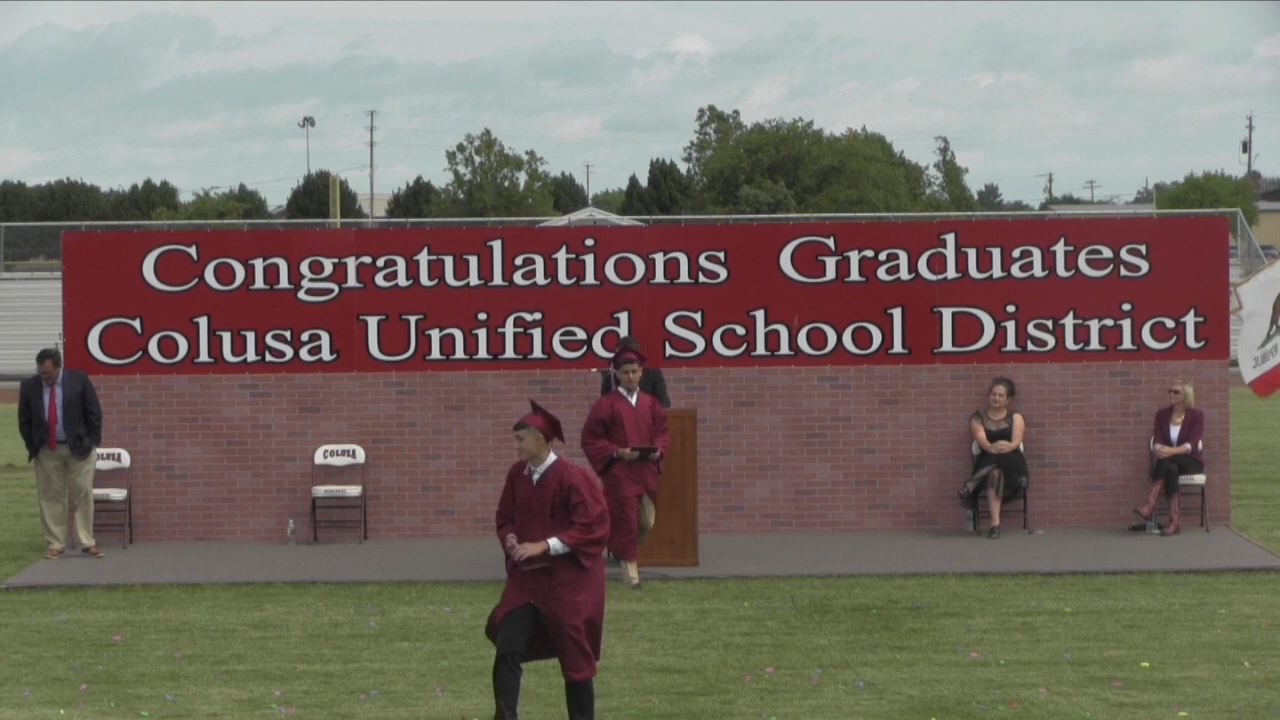 Congratulations Graduates
Colusa Unified School District
COLUSA
COLUSA